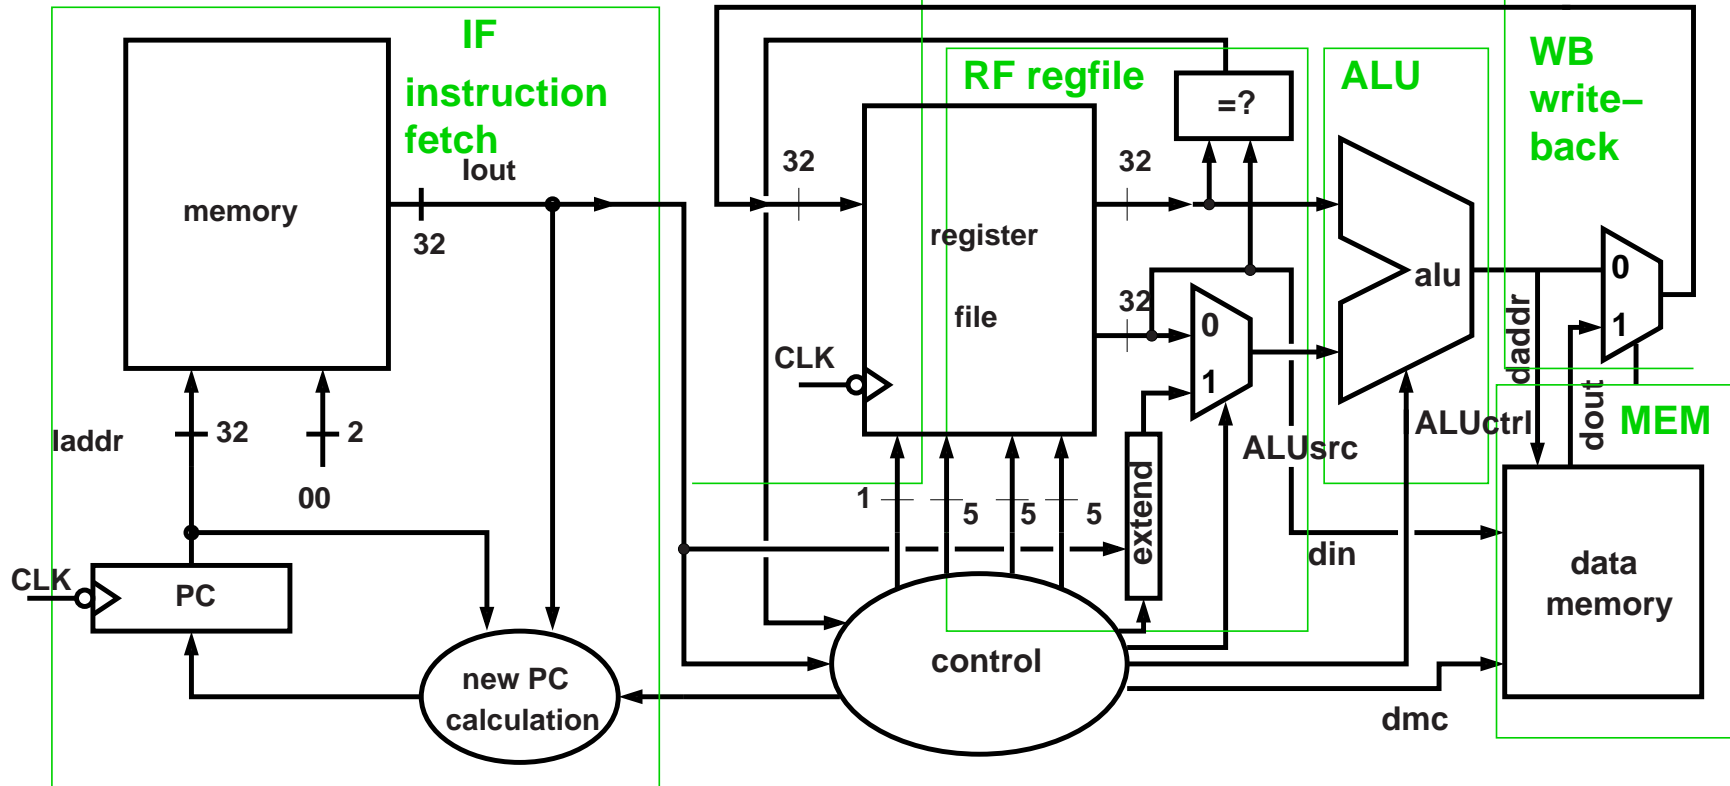 IF
instruction
fetch
memory
Iout
32
Iaddr
32
2
00
CLK
PC
new PC
calculation
RF regfile
=?
32
32
register
file
32
CLK
0
1
1
5
5
5
extend
ALUsrc
control
ALU
alu
ALUctrl
din
dmc
WB
write–
back
0
1
daddr
dout
MEM
data
memory